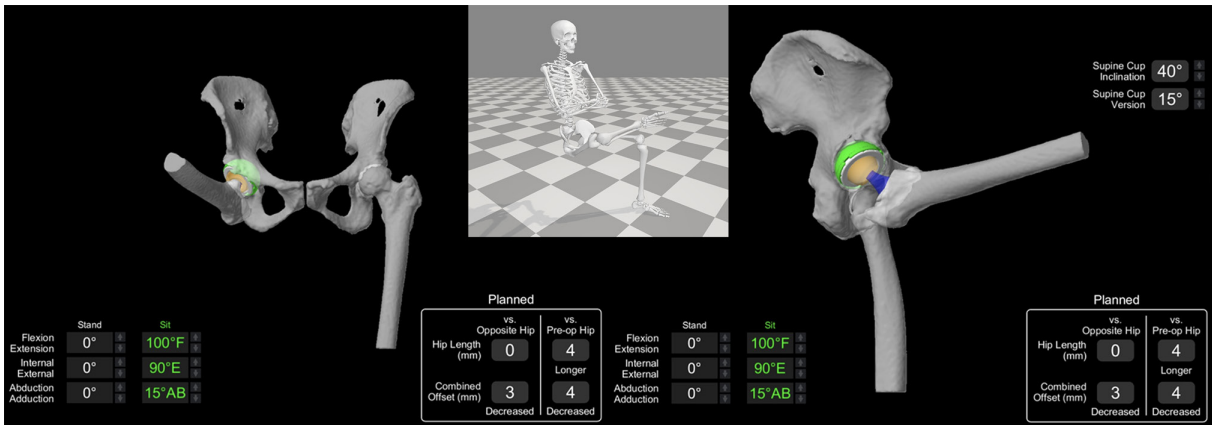 Supine Cup
Inclination 40°
Supine Cup
Version 15°
Stand Sit
Flexion
Extension 0° 100°F
Internal
External 0° 90°E
Abduction
Adduction 0° 15°AB
Planned
vs.
Opposite Hip
vs.
Pre-op Hip
Hip Length
(mm) 0 4
Longer
Combined
Offset (mm) 3 4
Decreased Decreased
Stand Sit
Flexion
Extension 0° 100°F
Internal
External 0° 90°E
Abduction
Adduction 0° 15°AB
Planned
vs.
Opposite Hip
vs.
Pre-op Hip
Hip Length
(mm) 0 4
Longer
Combined
Offset (mm) 3 4
Decreased Decreased